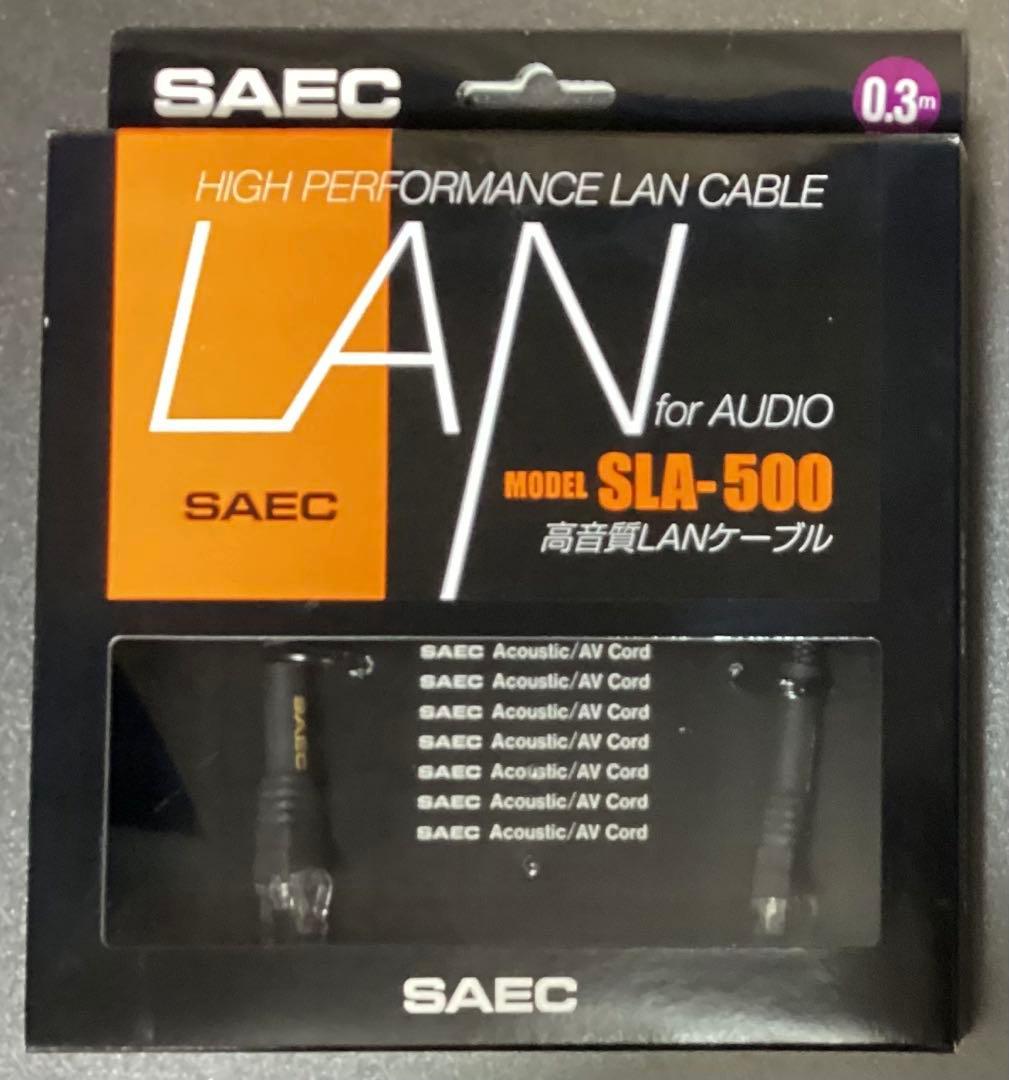 SAEC
0.3m
HIGH PERFORMANCE LAN CABLE
LAN
for AUDIO
MODEL SLA-500
SAEC
高音質LANケーブル
SAEC Acoustic/AV Cord
SAEC Acoustic/AV Cord
SAEC Acoustic/AV Cord
SAEC Acoustic/AV Cord
SAEC Acoustic/AV Cord
SAEC Acoustic/AV Cord
SAEC Acoustic/AV Cord
SAEC
SAEC